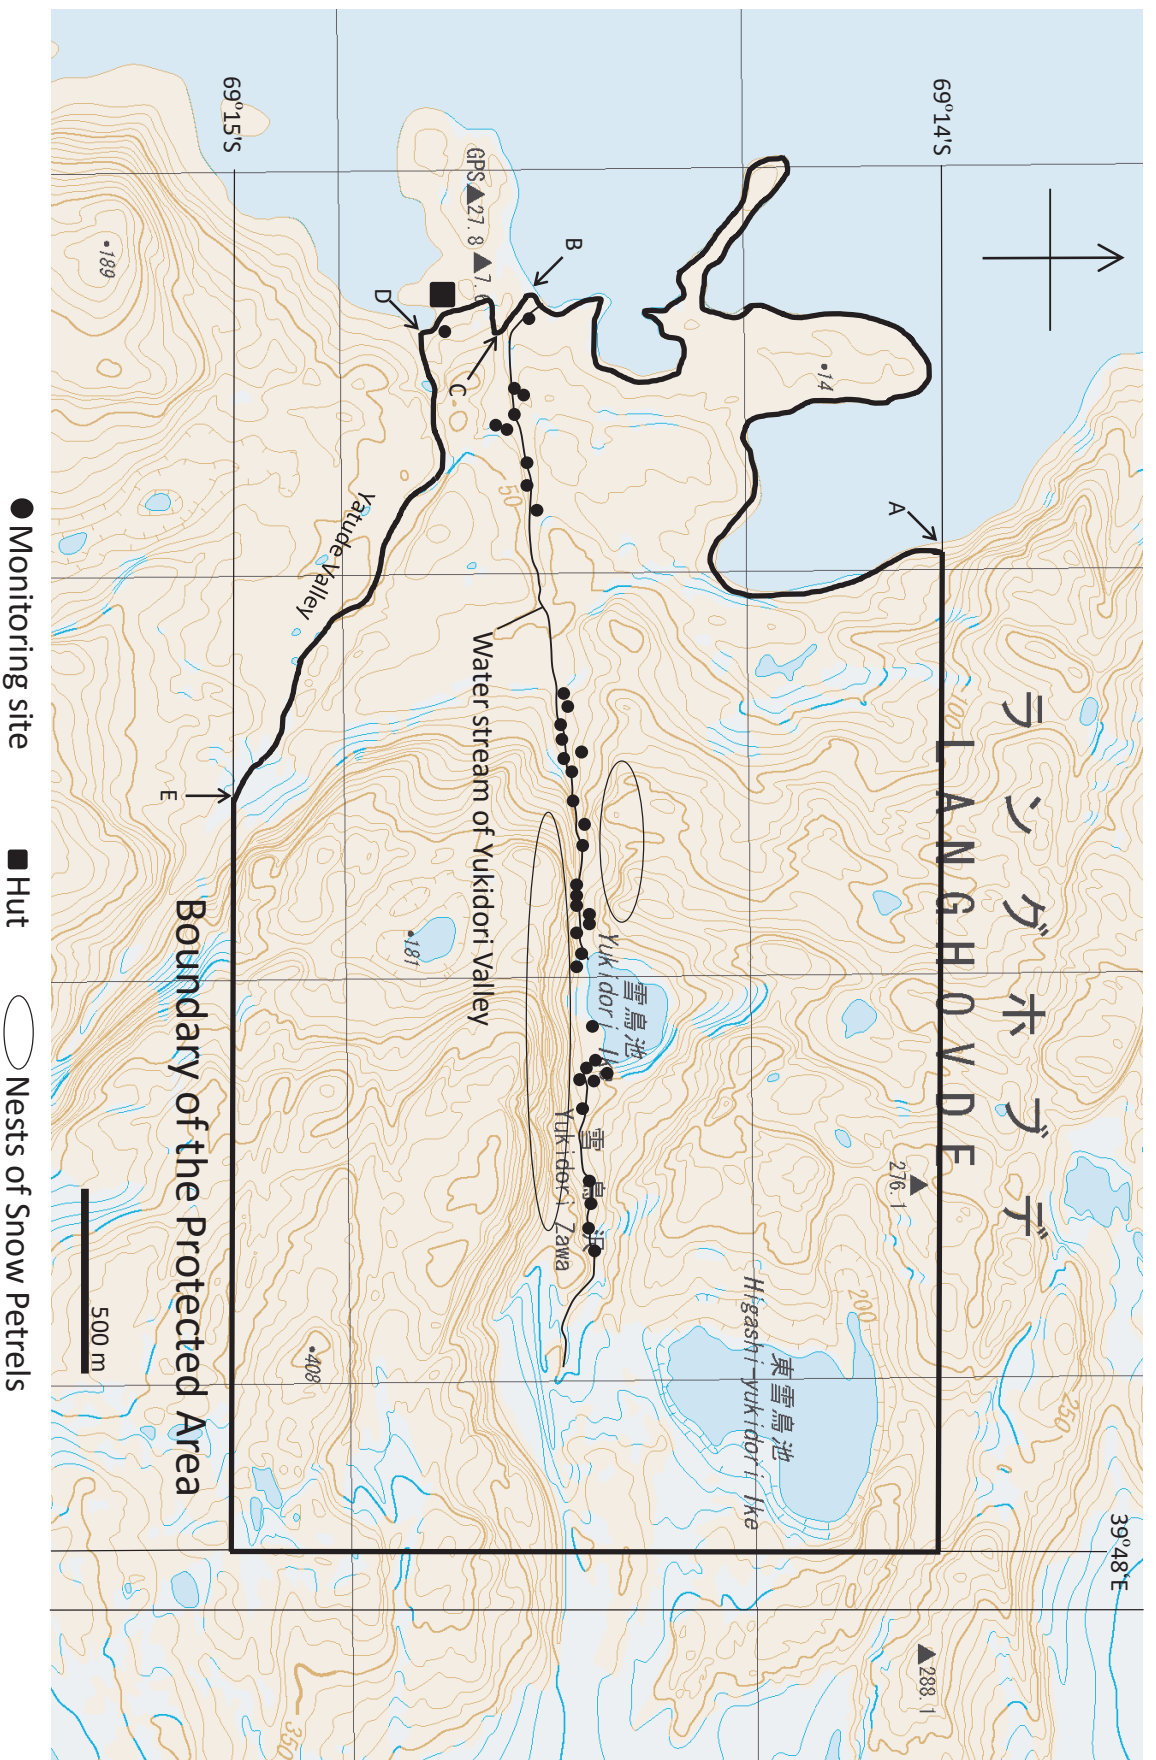 69°15'S
69°14'S
39°48'E
GPS▲27.8
▲7.
•189
•14
A
B
C
D
E
50
100
ラングホブデ
LANGHOVDE
Yatude Valley
Water stream of Yukidori Valley
雪鳥池
Yukidori Ike
•181
雪鳥沢
Yukidori Zawa
276.1
200
250
東雪鳥池
Higashi-yukidori Ike
•408
▲288.1
350
Boundary of the Protected Area
500 m
● Monitoring site
■ Hut
Nests of Snow Petrels